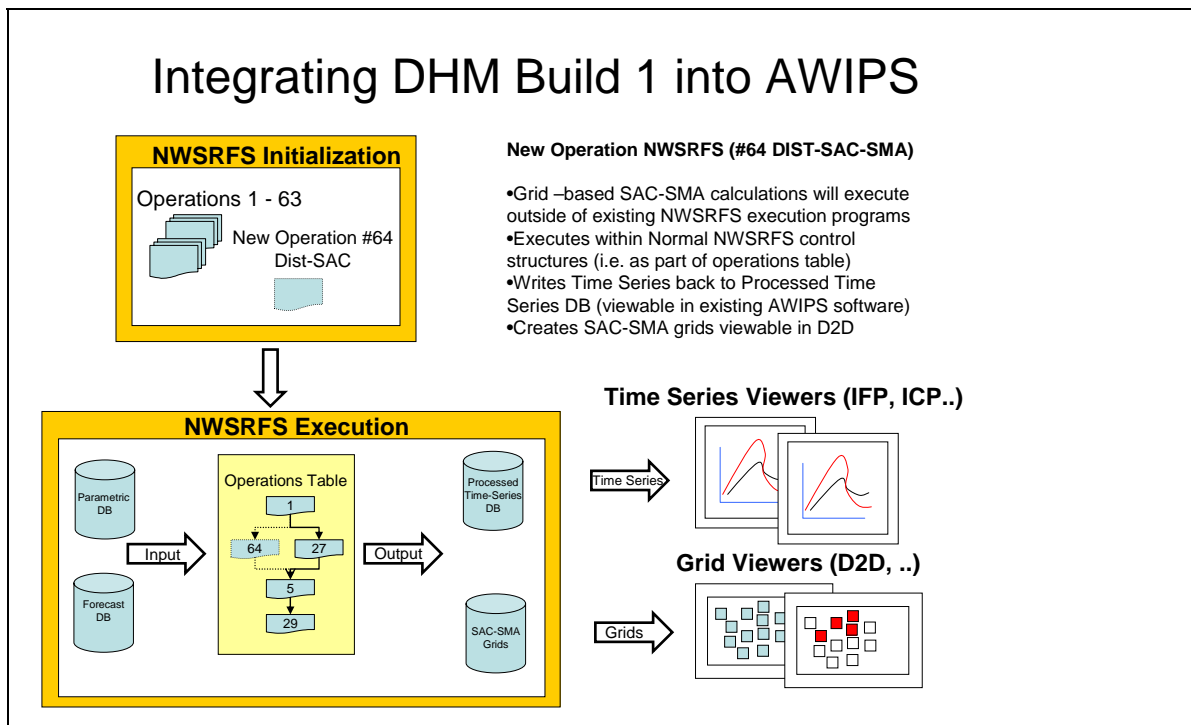 Integrating DHM Build 1 into AWIPS
NWSRFS Initialization
Operations 1 - 63
New Operation #64
Dist-SAC
New Operation NWSRFS (#64 DIST-SAC-SMA)
•Grid –based SAC-SMA calculations will execute
outside of existing NWSRFS execution programs
•Executes within Normal NWSRFS control
structures (i.e. as part of operations table)
•Writes Time Series back to Processed Time
Series DB (viewable in existing AWIPS software)
•Creates SAC-SMA grids viewable in D2D
NWSRFS Execution
Parametric
DB
Forecast
DB
Input
Operations Table
1
64
27
5
29
Output
Processed
Time-Series
DB
SAC-SMA
Grids
Time Series Viewers (IFP, ICP..)
Time Series
Grid Viewers (D2D, ..)
Grids